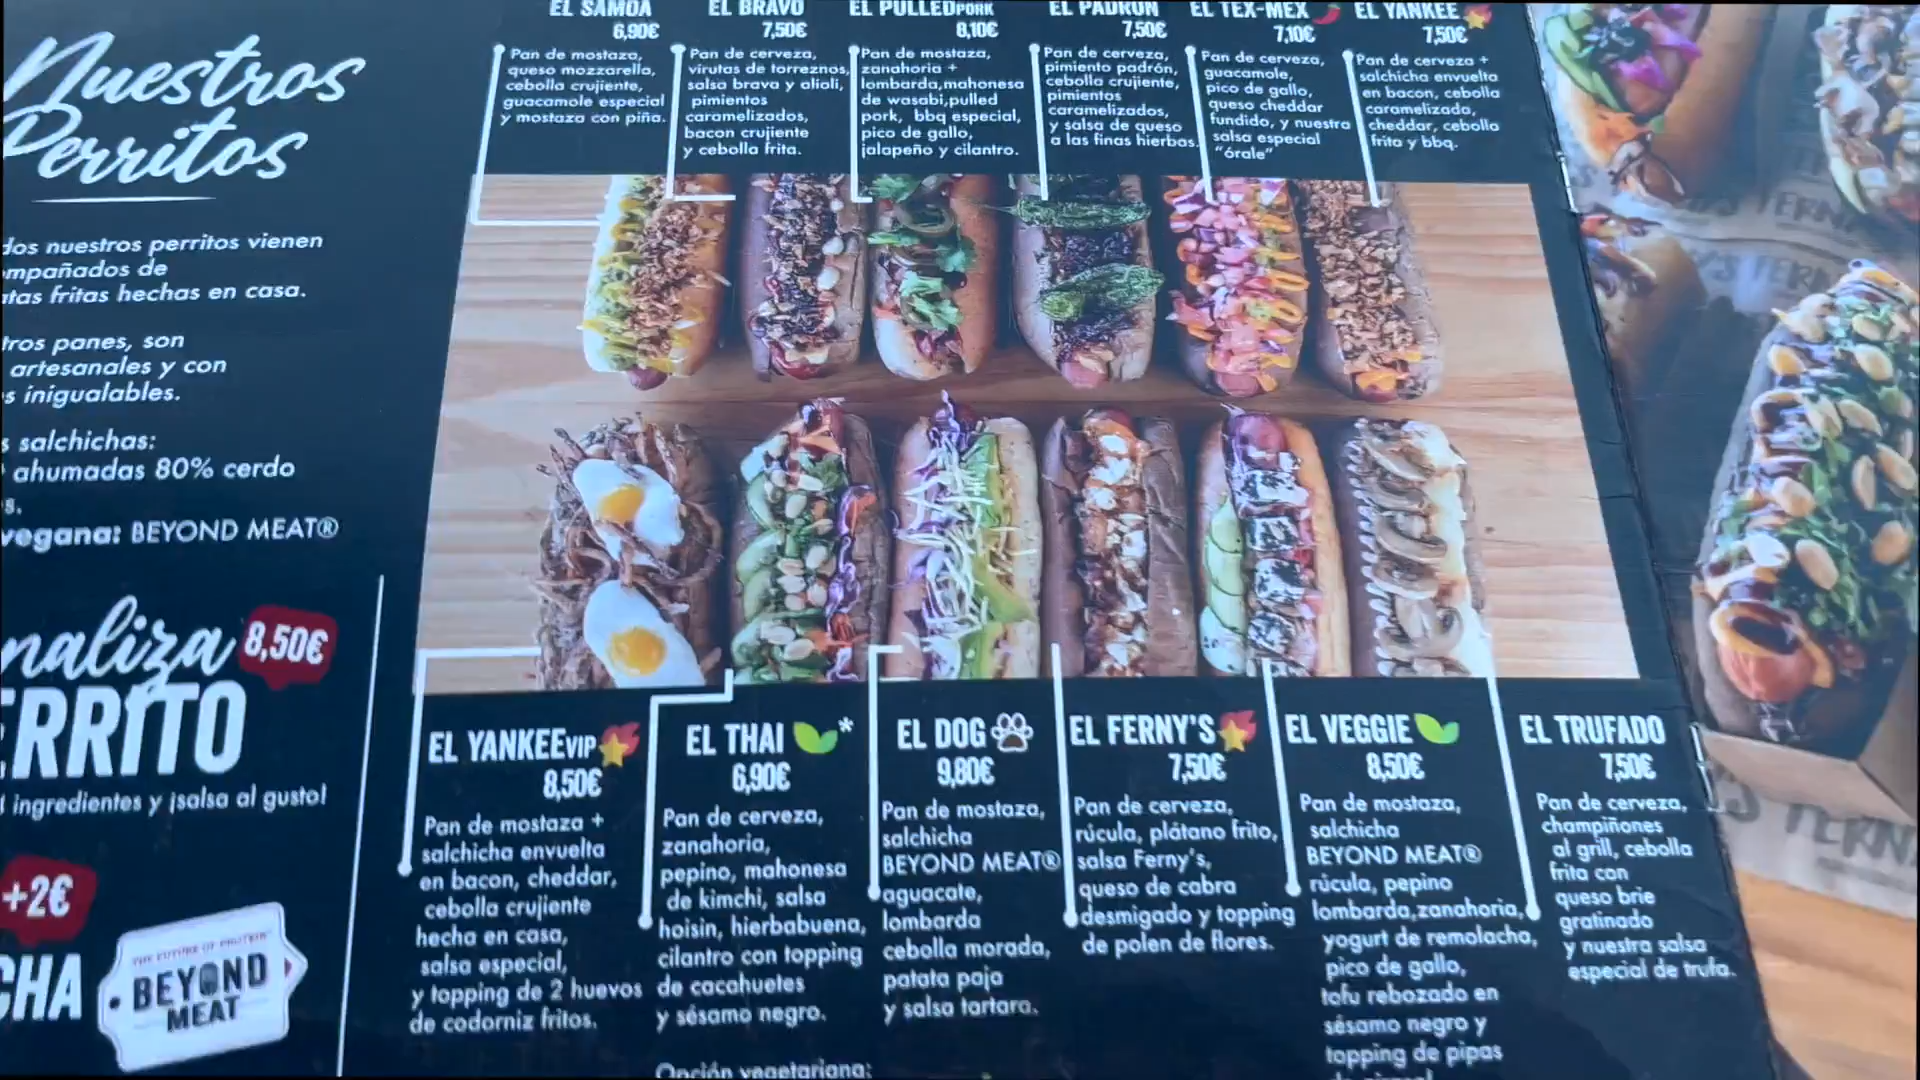 Nuestros
Perritos
nuestros perritos vienen
de
fritas hechas en casa.
panes, son
artesanales y con
inigualables.
salchichas:
ahumadas 80% cerdo
vegana: BEYOND MEAT®
8,50€
ingredientes y ¡salsa al gusto!
+2€
THE FUTURE OF PROTEIN
BEYOND
MEAT
EL SAMOA
6,90€
Pan de mostaza,
queso mozzarella,
cebolla crujiente,
guacamole especial
y mostaza con piña.
EL BRAVO
7,50€
Pan de cerveza,
virutas de torreznos,
salsa brava y alioli,
pimientos
caramelizados,
bacon crujiente
y cebolla frita.
EL PULLEDPORK
8,10€
Pan de mostaza,
zanahoria +
lombarda,mahonesa
de wasabi,pulled
pork, bbq especial,
pico de gallo,
jalapeño y cilantro.
EL PADRÓN
7,50€
Pan de cerveza,
pimiento padrón,
cebolla crujiente,
pimientos
caramelizados,
y salsa de queso
a las finas hierbas.
EL TEX-MEX
7,10€
Pan de cerveza,
guacamole,
pico de gallo,
queso cheddar
fundido, y nuestra
salsa especial
"órale"
EL YANKEE
7,50€
Pan de cerveza +
salchicha envuelta
en bacon, cebolla
caramelizada,
cheddar, cebolla
frita y bbq.
EL YANKEEVIP
8,50€
Pan de mostaza +
salchicha envuelta
en bacon, cheddar,
cebolla crujiente
hecha en casa,
salsa especial,
y topping de 2 huevos
de codorniz fritos.
EL THAI *
6,90€
Pan de cerveza,
zanahoria,
pepino, mahonesa
de kimchi, salsa
hoisin, hierbabuena,
cilantro con topping
de cacahuetes
y sésamo negro.
Opción vegetariana:
EL DOG
9,80€
Pan de mostaza,
salchicha
BEYOND MEAT®
aguacate,
lombarda
cebolla morada,
patata paja
y salsa tartara.
EL FERNY'S
7,50€
Pan de cerveza,
rúcula, plátano frito,
salsa Ferny's,
queso de cabra
desmigado y topping
de polen de flores.
EL VEGGIE
8,50€
Pan de mostaza,
salchicha
BEYOND MEAT®
rúcula, pepino
lombarda,zanahoria,
yogurt de remolacha,
pico de gallo,
tofu rebozado en
sésamo negro y
topping de pipas
EL TRUFADO
7,50€
Pan de cerveza,
champiñones
al grill, cebolla
frita con
queso brie
gratinado
y nuestra salsa
especial de trufa.